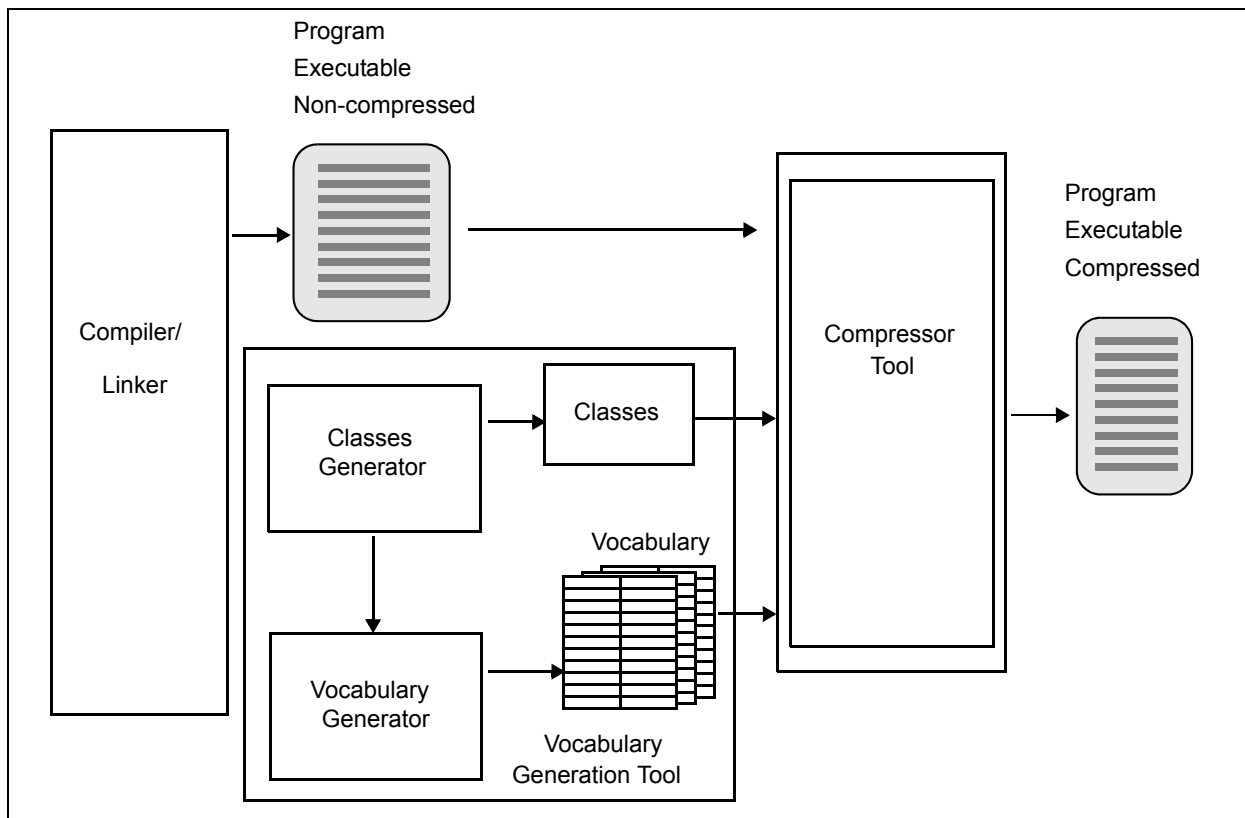 Program
Executable
Non-compressed
Program
Executable
Compressed
Compiler/
Linker
Compressor
Tool
Classes
Classes
Generator
Vocabulary
Vocabulary
Generator
Vocabulary
Generation Tool